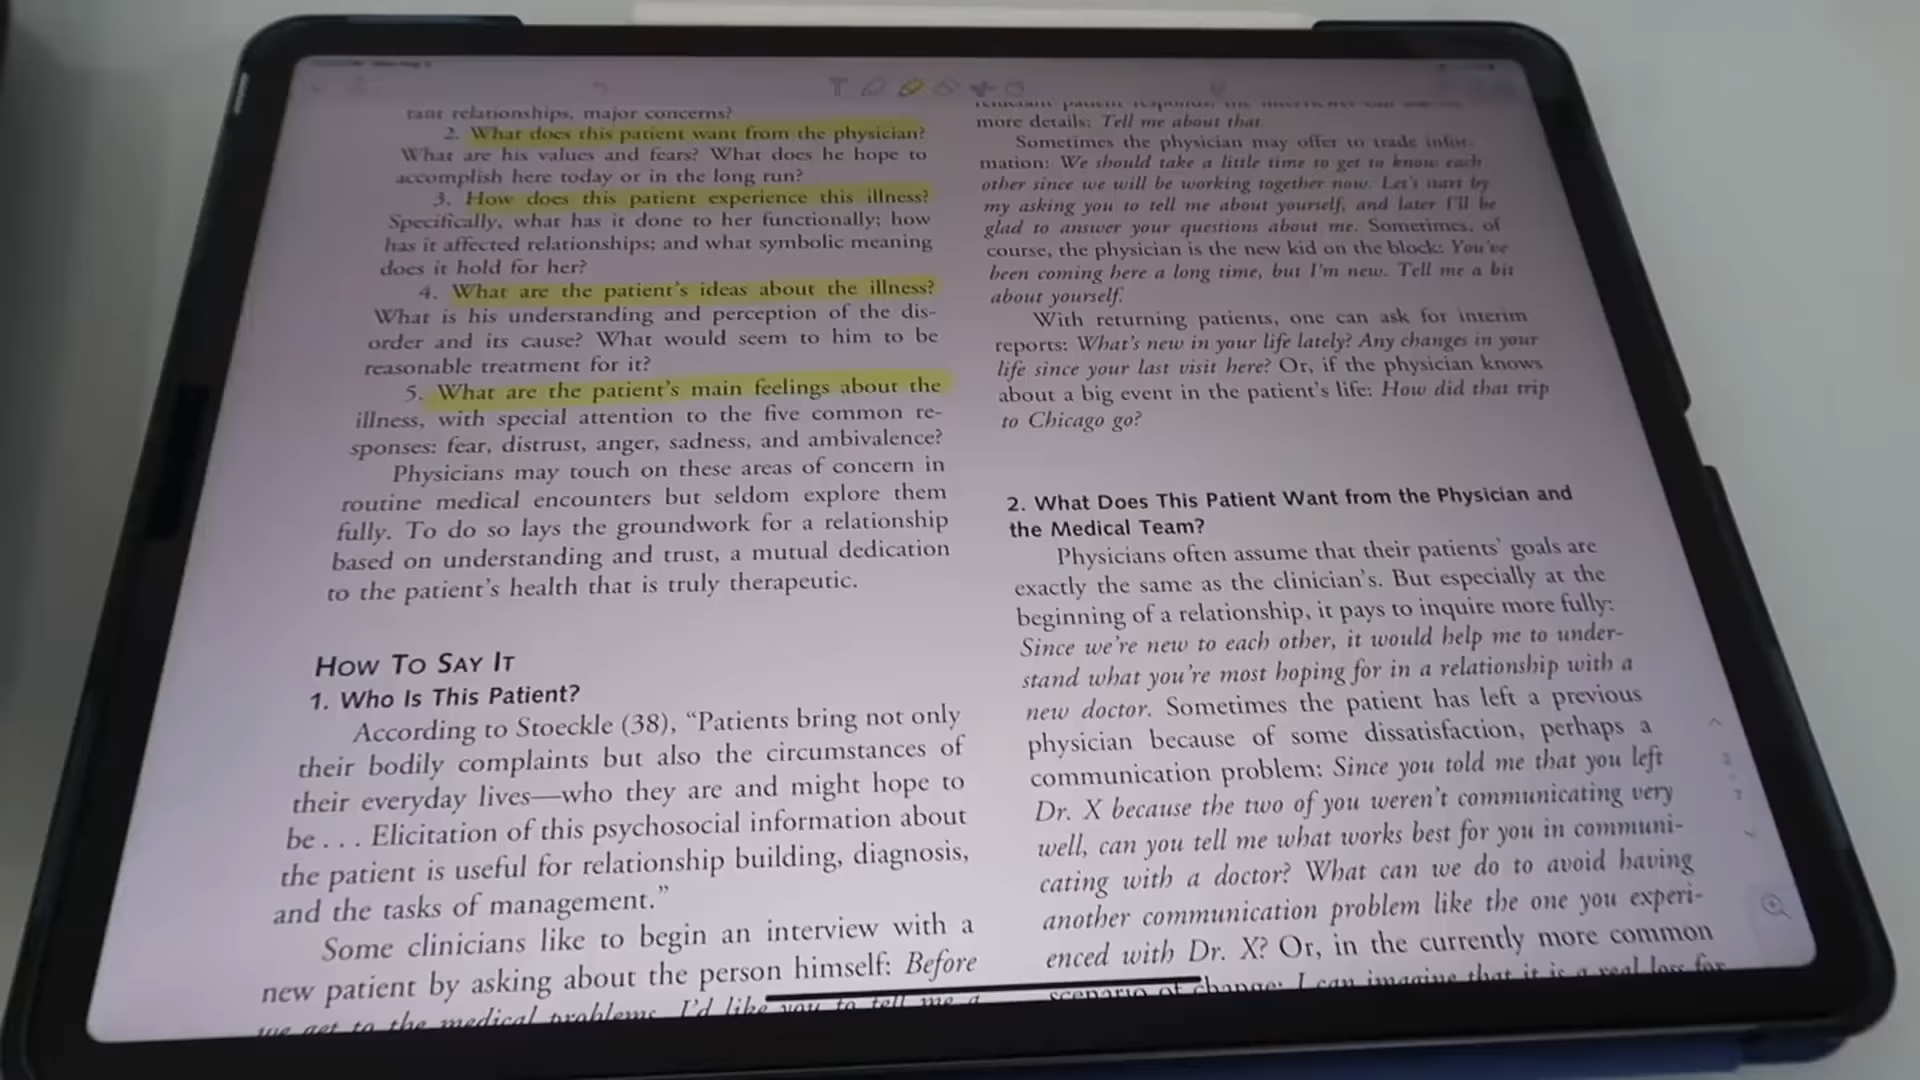 tant relationships, major concerns?
2. What does this patient want from the physician?
What are his values and fears? What does he hope to
accomplish here today or in the long run?
3. How does this patient experience this illness?
Specifically, what has it done to her functionally; how
has it affected relationships; and what symbolic meaning
does it hold for her?
4. What are the patient's ideas about the illness?
What is his understanding and perception of the dis-
order and its cause? What would seem to him to be
reasonable treatment for it?
5. What are the patient's main feelings about the
illness, with special attention to the five common re-
sponses: fear, distrust, anger, sadness, and ambivalence?
Physicians may touch on these areas of concern in
routine medical encounters but seldom explore them
fully. To do so lays the groundwork for a relationship
based on understanding and trust, a mutual dedication
to the patient's health that is truly therapeutic.
HOW TO SAY IT
1. Who Is This Patient?
According to Stoeckle (38), “Patients bring not only
their bodily complaints but also the circumstances of
their everyday lives—who they are and might hope to
be . . . Elicitation of this psychosocial information about
the patient is useful for relationship building, diagnosis,
and the tasks of management.”
Some clinicians like to begin an interview with a
new patient by asking about the person himself: Before
we get to the medical problems, I'd like you to tell me a
more details: Tell me about that.
Sometimes the physician may offer to trade infor-
mation: We should take a little time to get to know each
other since we will be working together now. Let's start by
my asking you to tell me about yourself, and later I'll be
glad to answer your questions about me. Sometimes, of
course, the physician is the new kid on the block: You've
been coming here a long time, but I'm new. Tell me a bit
about yourself.
With returning patients, one can ask for interim
reports: What's new in your life lately? Any changes in your
life since your last visit here? Or, if the physician knows
about a big event in the patient's life: How did that trip
to Chicago go?
2. What Does This Patient Want from the Physician and
the Medical Team?
Physicians often assume that their patients' goals are
exactly the same as the clinician's. But especially at the
beginning of a relationship, it pays to inquire more fully:
Since we're new to each other, it would help me to under-
stand what you're most hoping for in a relationship with a
new doctor. Sometimes the patient has left a previous
physician because of some dissatisfaction, perhaps a
communication problem: Since you told me that you left
Dr. X because the two of you weren't communicating very
well, can you tell me what works best for you in communi-
cating with a doctor? What can we do to avoid having
another communication problem like the one you experi-
enced with Dr. X? Or, in the currently more common
scenario of change: I can imagine that it is a real loss for